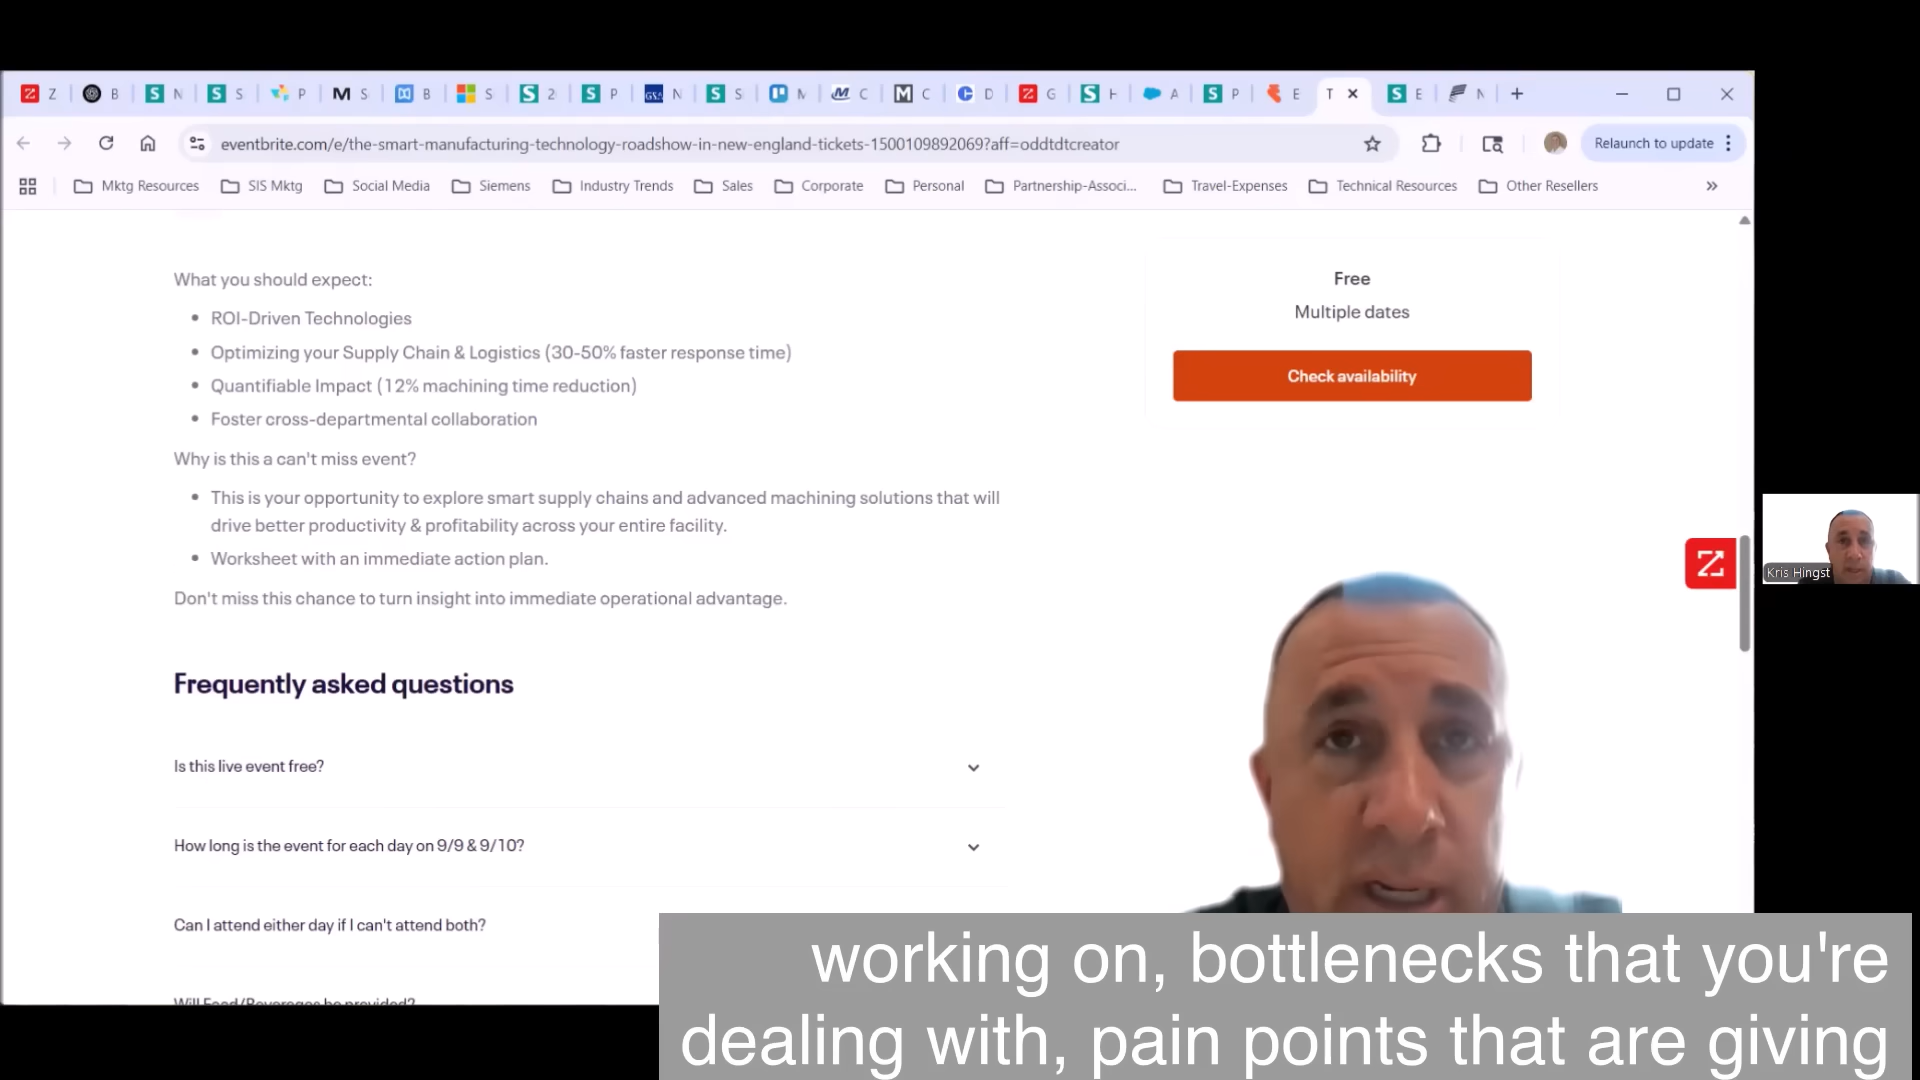 Z B N S P M S B S 2 P GSA N S M C M C D G H A P E T E N
eventbrite.com/e/the-smart-manufacturing-technology-roadshow-in-new-england-tickets-1500109892069?aff=oddtdtcreator
Relaunch to update
Mktg Resources SIS Mktg Social Media Siemens Industry Trends Sales Corporate Personal Partnership-Associ... Travel-Expenses Technical Resources Other Resellers
What you should expect:
ROI-Driven Technologies
Optimizing your Supply Chain & Logistics (30-50% faster response time)
Quantifiable Impact (12% machining time reduction)
Foster cross-departmental collaboration
Why is this a can't miss event?
This is your opportunity to explore smart supply chains and advanced machining solutions that will
drive better productivity & profitability across your entire facility.
Worksheet with an immediate action plan.
Don't miss this chance to turn insight into immediate operational advantage.
Free
Multiple dates
Check availability
Kris Hingst
Frequently asked questions
Is this live event free?
How long is the event for each day on 9/9 & 9/10?
Can I attend either day if I can't attend both?
Will Food/Beverages be provided?
working on, bottlenecks that you're
dealing with, pain points that are giving